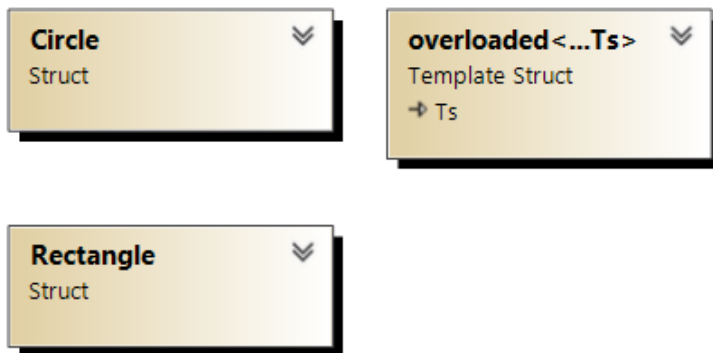 Circle
Struct
overloaded<...Ts>
Template Struct
Ts
Rectangle
Struct